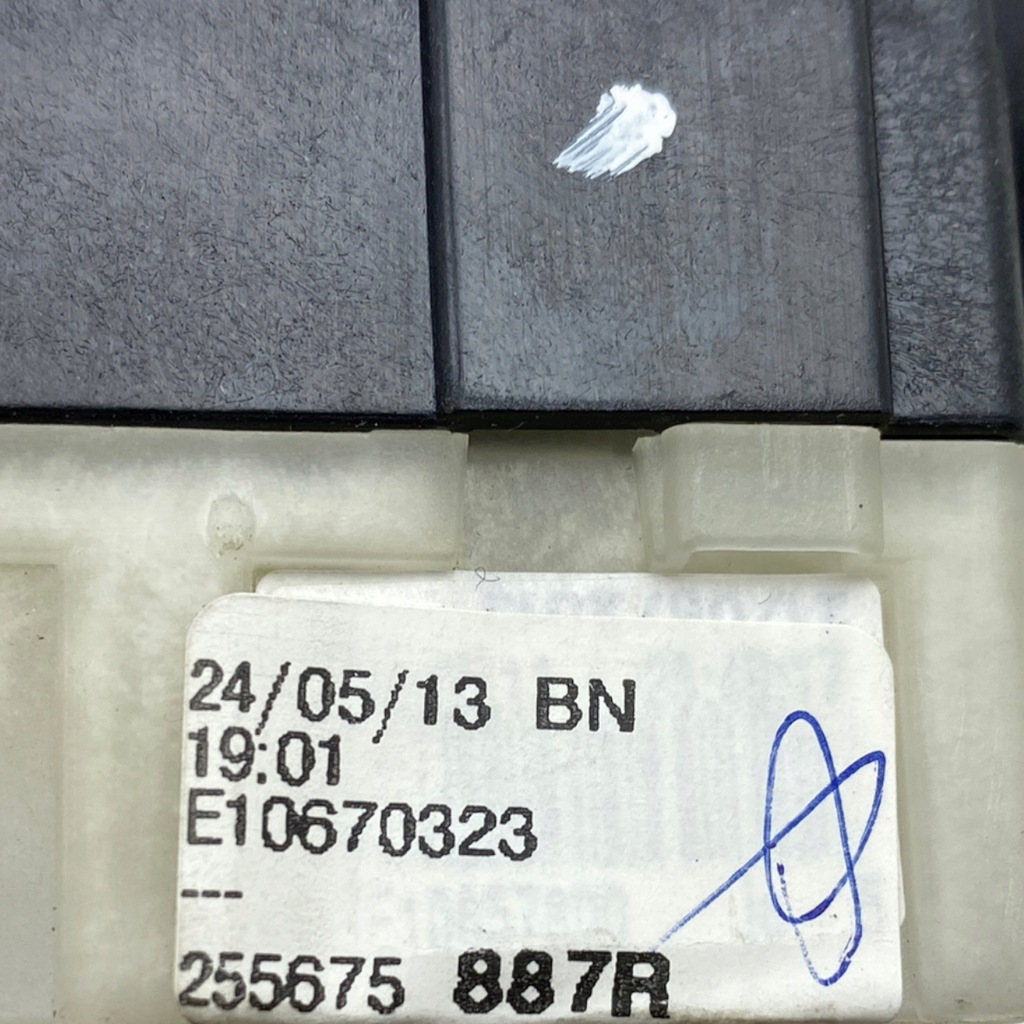 24/05/13 BN
19:01
E10670323
---
255675 887R